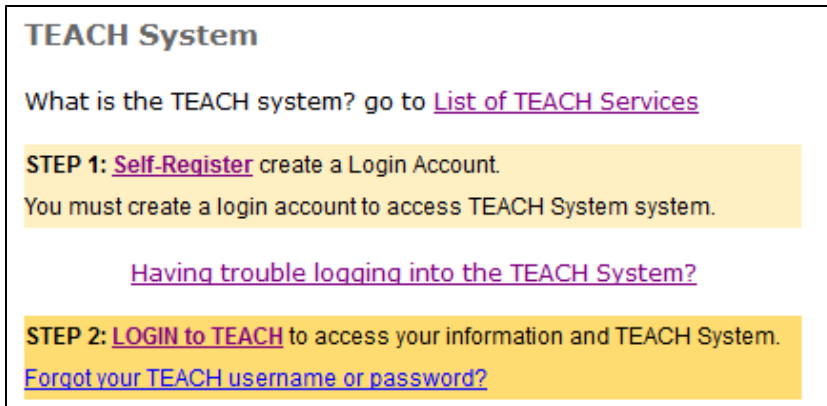 TEACH System
What is the TEACH system? go to List of TEACH Services
STEP 1: Self-Register create a Login Account.
You must create a login account to access TEACH System system.
Having trouble logging into the TEACH System?
STEP 2: LOGIN to TEACH to access your information and TEACH System.
Forgot your TEACH username or password?